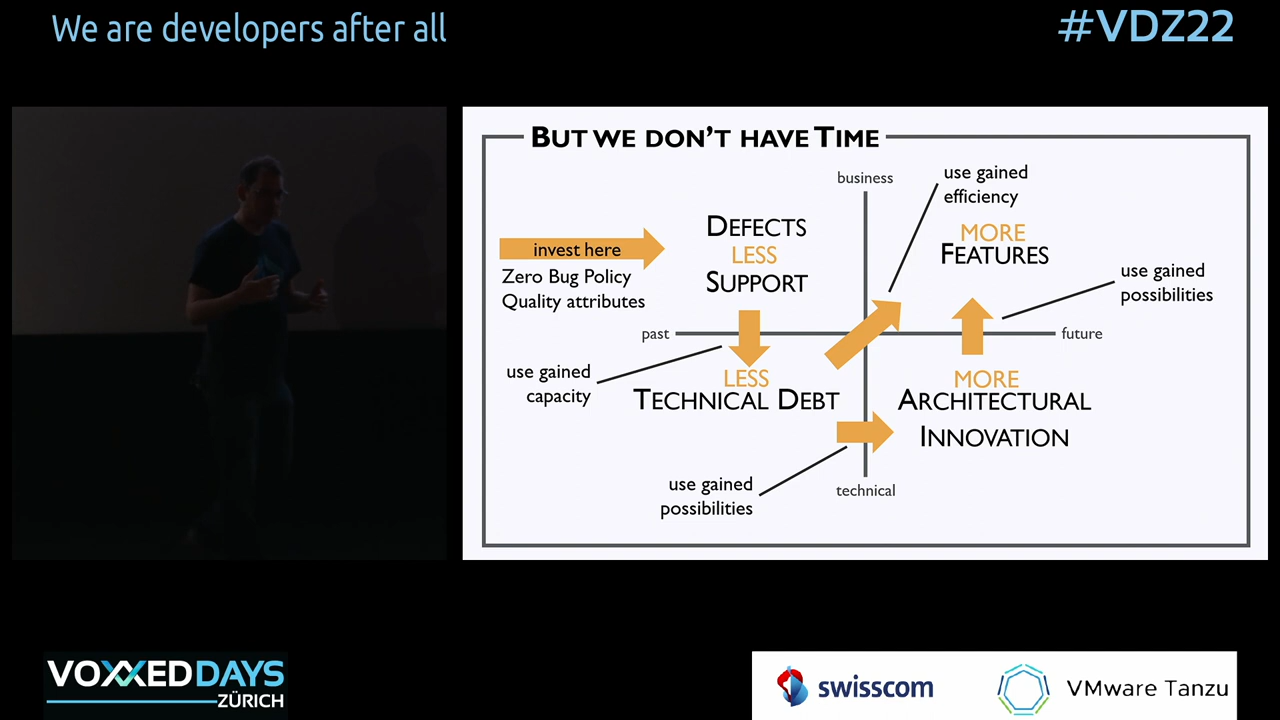 We are developers after all
#VDZ22
BUT WE DON'T HAVE TIME
business
use gained
efficiency
DEFECTS
LESS
SUPPORT
MORE
FEATURES
invest here
Zero Bug Policy
Quality attributes
use gained
possibilities
past
future
use gained
capacity
LESS
TECHNICAL DEBT
MORE
ARCHITECTURAL
INNOVATION
use gained
possibilities
technical
VOXXED DAYS
ZÜRICH
swisscom
VMware Tanzu